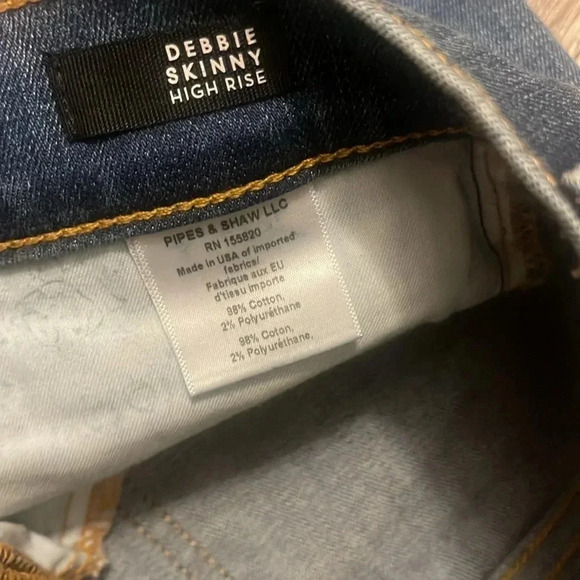 DEBBIE
SKINNY
HIGH RISE
PIPES & SHAW LLC
RN 155820
Made in USA of imported
fabrics/
Fabrique aux EU
d'tissu importe
98% Cotton,
2% Polyuréthane
98% Coton,
2% Polyuréthane,